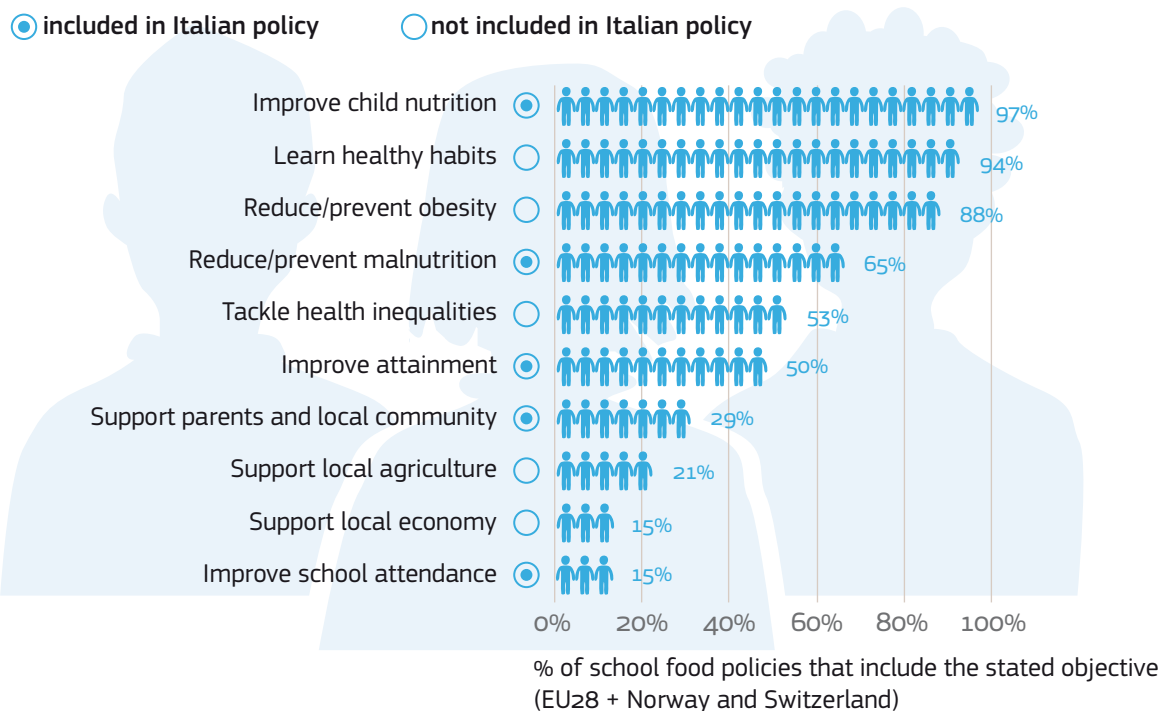 included in Italian policy not included in Italian policy
Improve child nutrition 97%
Learn healthy habits 94%
Reduce/prevent obesity 88%
Reduce/prevent malnutrition 65%
Tackle health inequalities 53%
Improve attainment 50%
Support parents and local community 29%
Support local agriculture 21%
Support local economy 15%
Improve school attendance 15%
0% 20% 40% 60% 80% 100%
% of school food policies that include the stated objective
(EU28 + Norway and Switzerland)